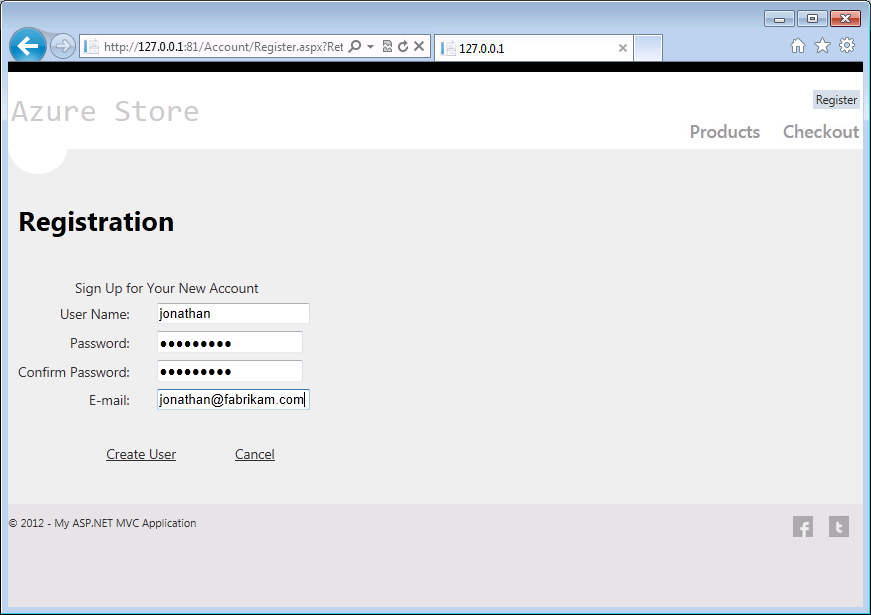 http://127.0.0.1:81/Account/Register.aspx?Ret
127.0.0.1
Register
Azure Store
Products Checkout
Registration
Sign Up for Your New Account
User Name: jonathan
Password: ●●●●●●●●●
Confirm Password: ●●●●●●●●●
E-mail: jonathan@fabrikam.com
Create User Cancel
© 2012 - My ASP.NET MVC Application